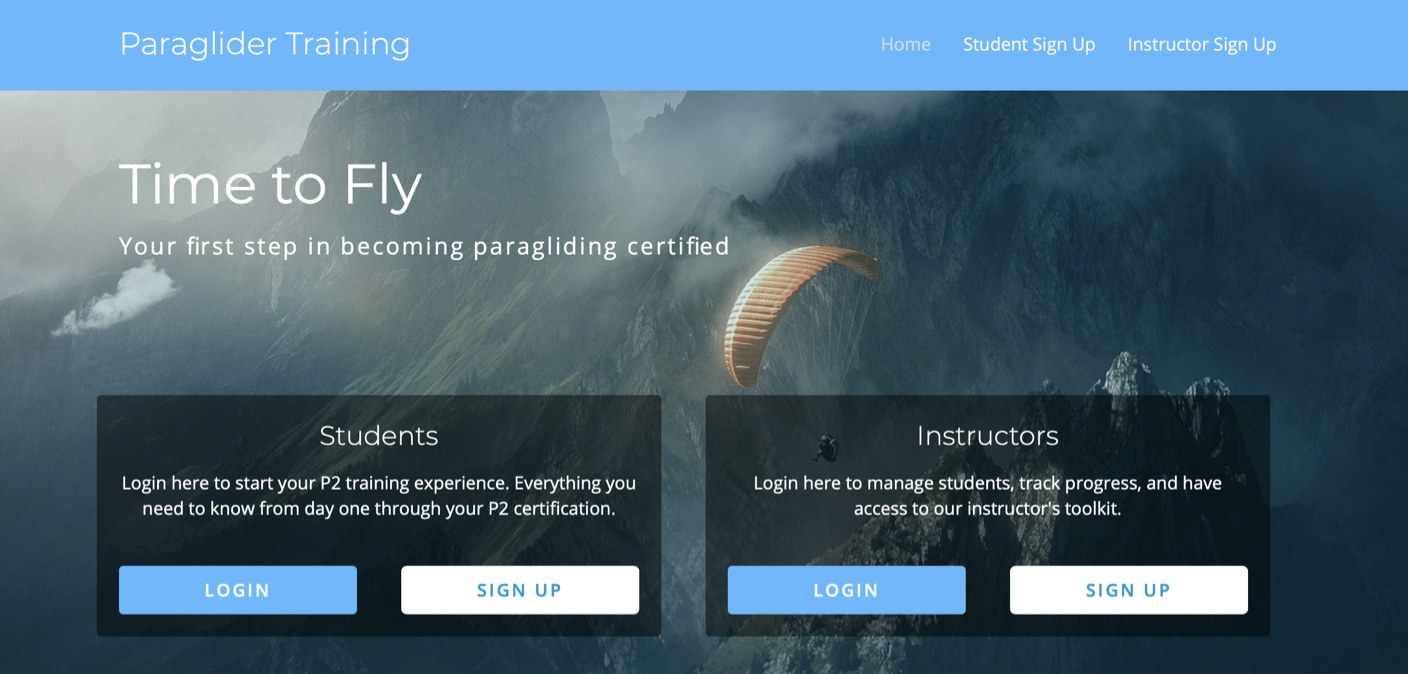 Paraglider Training
Home
Student Sign Up
Instructor Sign Up
Time to Fly
Your first step in becoming paragliding certified
Students
Login here to start your P2 training experience. Everything you
need to know from day one through your P2 certification.
LOGIN
SIGN UP
Instructors
Login here to manage students, track progress, and have
access to our instructor's toolkit.
LOGIN
SIGN UP